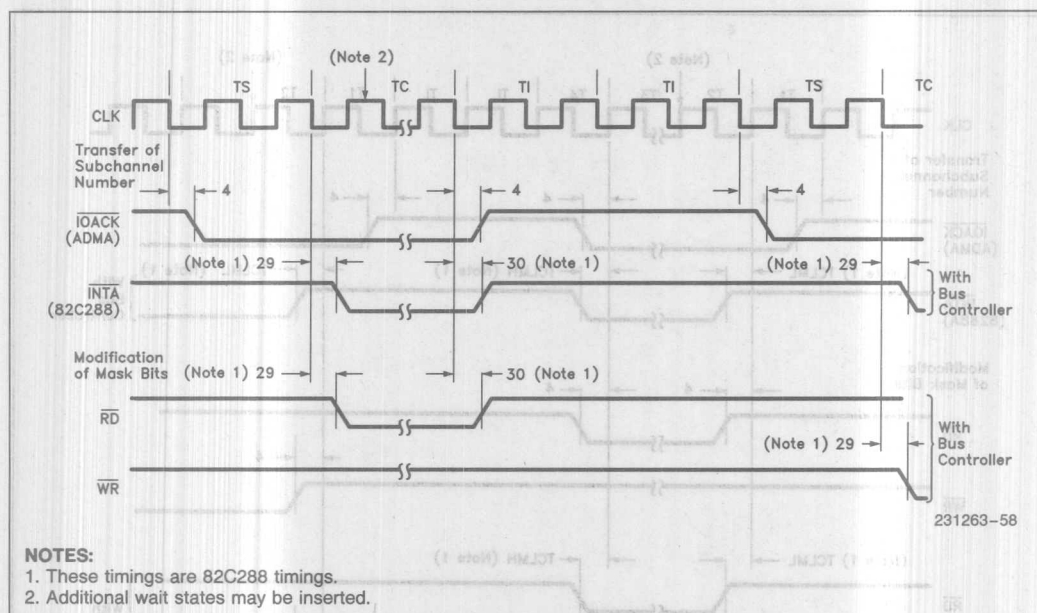 (Note 2)
TS TC TI TI TS TC
CLK
Transfer of
Subchannel
Number
4 4 4
IOACK
(ADMA)
(Note 1) 29 30 (Note 1) (Note 1) 29
INTA
(82C288)
With
Bus
Controller
Modification
of Mask Bits
(Note 1) 29 30 (Note 1)
RD
(Note 1) 29
With
Bus
Controller
WR
231263–58
NOTES:
1. These timings are 82C288 timings.
2. Additional wait states may be inserted.